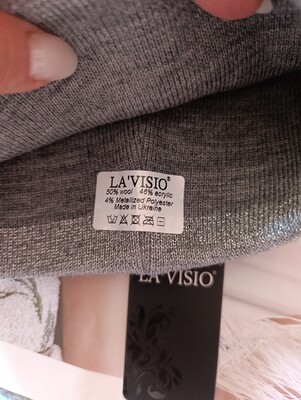 LA'VISIO®
50% wool 46% acrylic
4% Metallized Polyester
Made in Ukraine
LA'VISIO®